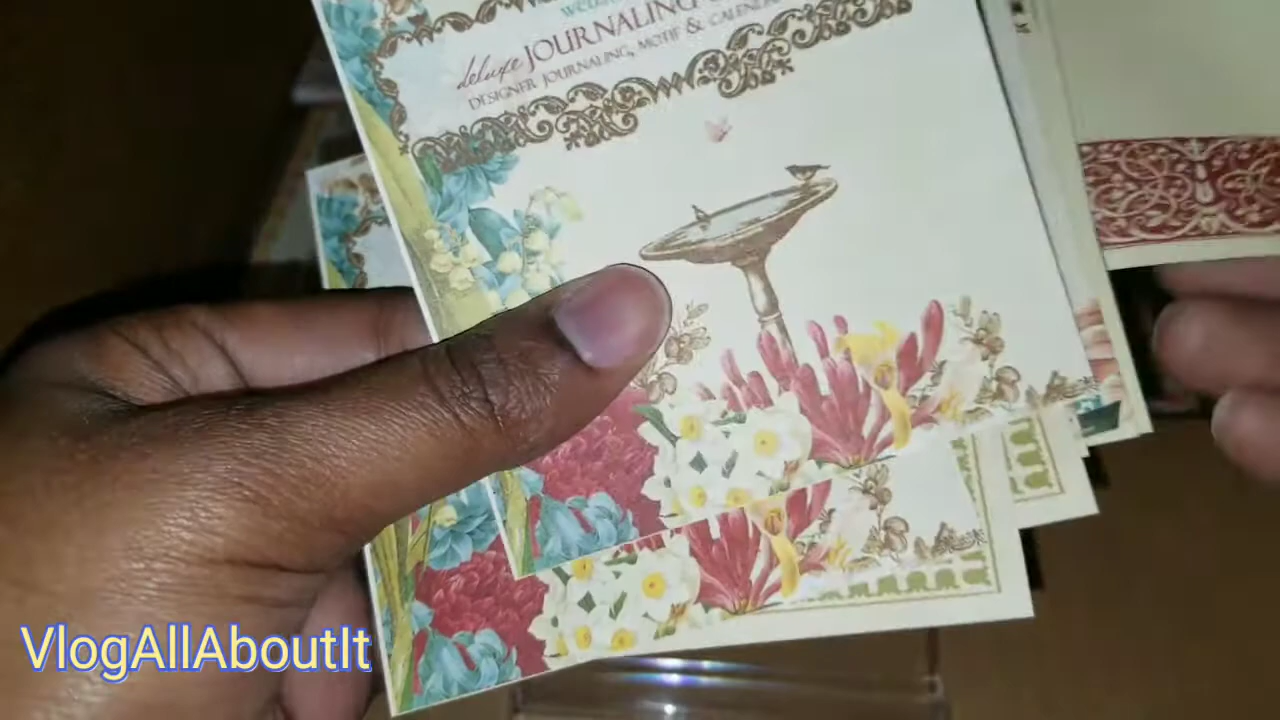 deluxe JOURNALING
DESIGNER JOURNALING, MOTIF & CALENDAR
VlogAllAboutIt